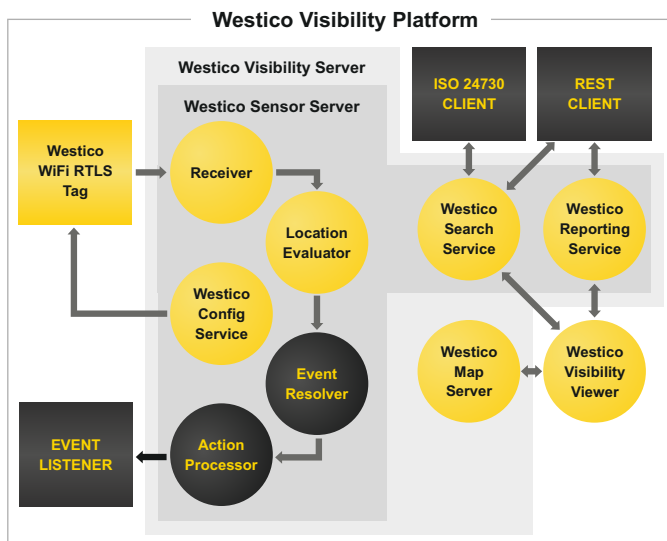 Westico Visibility Platform
Westico Visibility Server
Westico Sensor Server
ISO 24730
CLIENT
REST
CLIENT
Westico
WiFi RTLS
Tag
Receiver
Location
Evaluator
Westico
Search
Service
Westico
Reporting
Service
Westico
Config
Service
Event
Resolver
Westico
Map
Server
Westico
Visibility
Viewer
EVENT
LISTENER
Action
Processor